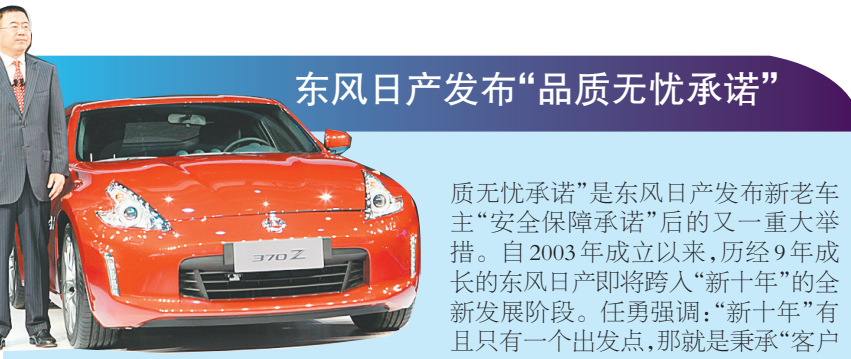 东风日产发布“品质无忧承诺”
370Z
质无忧承诺”是东风日产发布新老车
主“安全保障承诺”后的又一重大举
措。自2003年成立以来,历经9年成
长的东风日产即将跨入“新十年”的全
新发展阶段。任勇强调:“新十年”有
且只有一个出发点,那就是秉承“客户